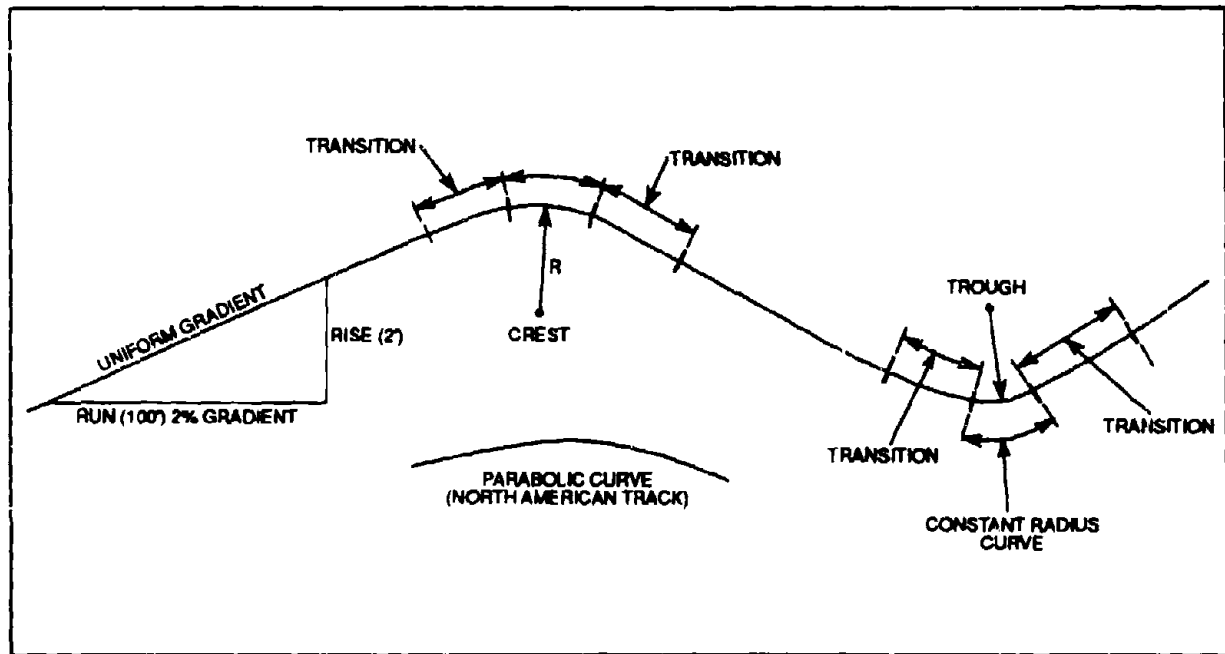 TRANSITION
TRANSITION
R
TROUGH
UNIFORM GRADIENT
RISE (2')
CREST
RUN (100') 2% GRADIENT
TRANSITION
TRANSITION
PARABOLIC CURVE
(NORTH AMERICAN TRACK)
CONSTANT RADIUS
CURVE